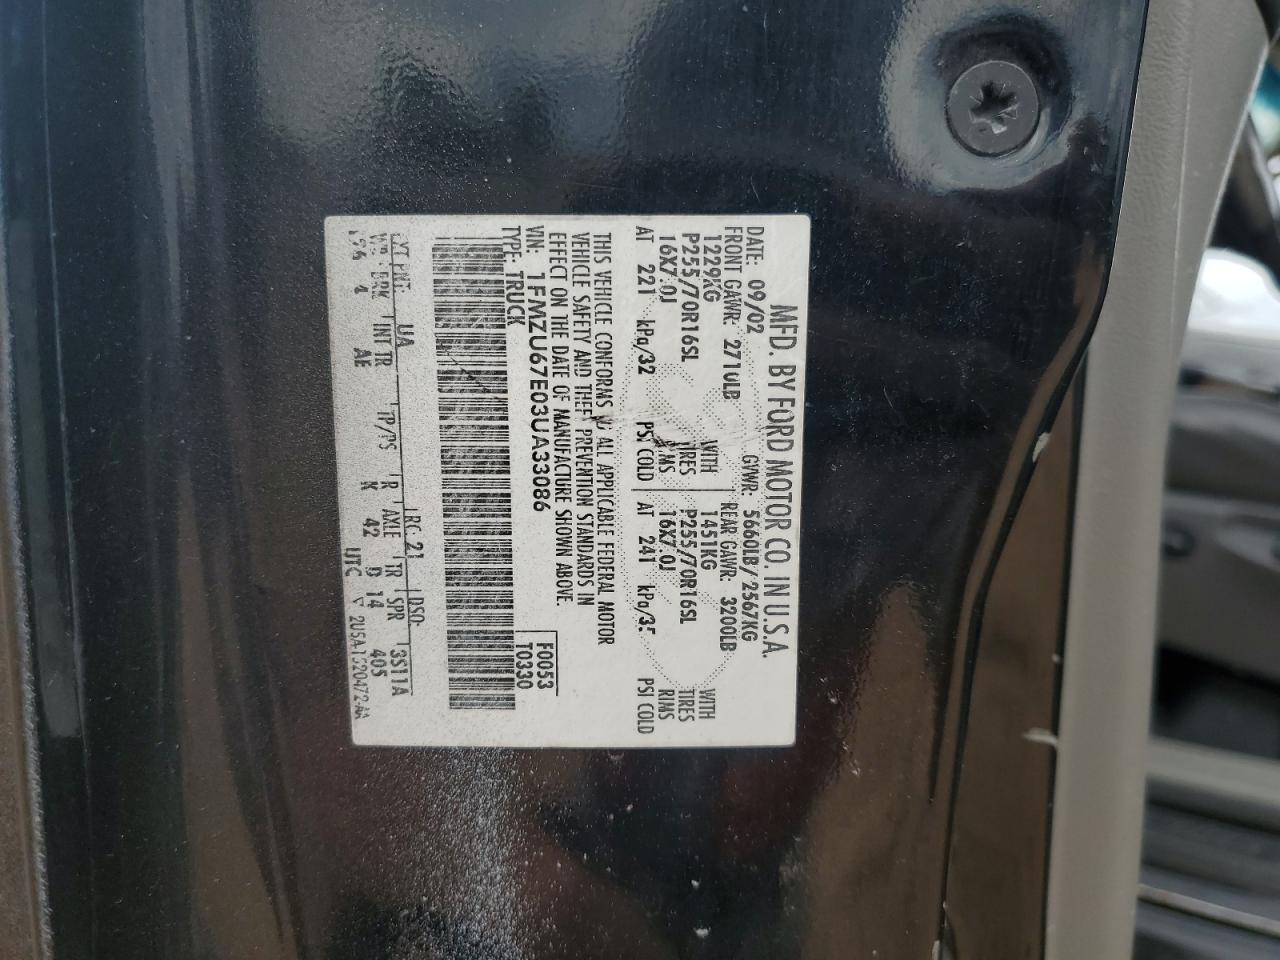 MFD. BY FORD MOTOR CO. IN U.S.A.
DATE: 09/02 GVWR: 5660LB/ 2567KG
FRONT GAWR: 2710LB REAR GAWR: 3200LB
1229KG WITH 1451KG WITH
P255/70R16SL TIRES P255/70R16SL TIRES
16X7.0J RIMS 16X7.0J RIMS
AT 221 kPa/32 PSI COLD AT 241 kPa/35 PSI COLD
THIS VEHICLE CONFORMS TO ALL APPLICABLE FEDERAL MOTOR
VEHICLE SAFETY AND THEFT PREVENTION STANDARDS IN
EFFECT ON THE DATE OF MANUFACTURE SHOWN ABOVE.
VIN: 1FMZU67E03UA33086 F0053
TYPE: TRUCK T0330
EXT PNT: UA RC: 21 DSO:
WB BRK INT TR TP/PS R AXLE TR SPR 3S11A
4 AE K 42 D 14 405
UTC